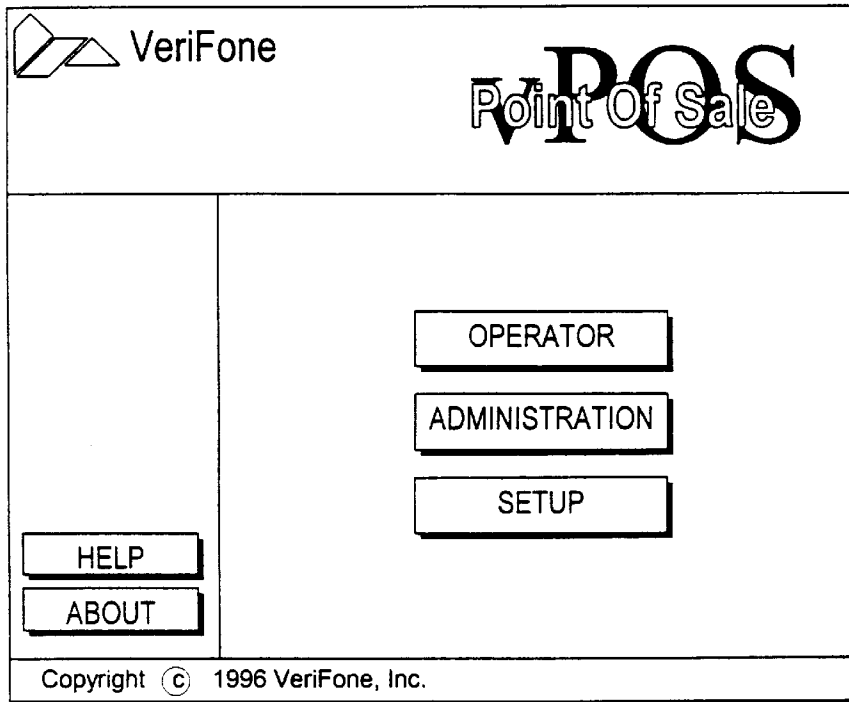 VeriFone
vPOS
Point Of Sale
OPERATOR
ADMINISTRATION
SETUP
HELP
ABOUT
Copyright © 1996 VeriFone, Inc.